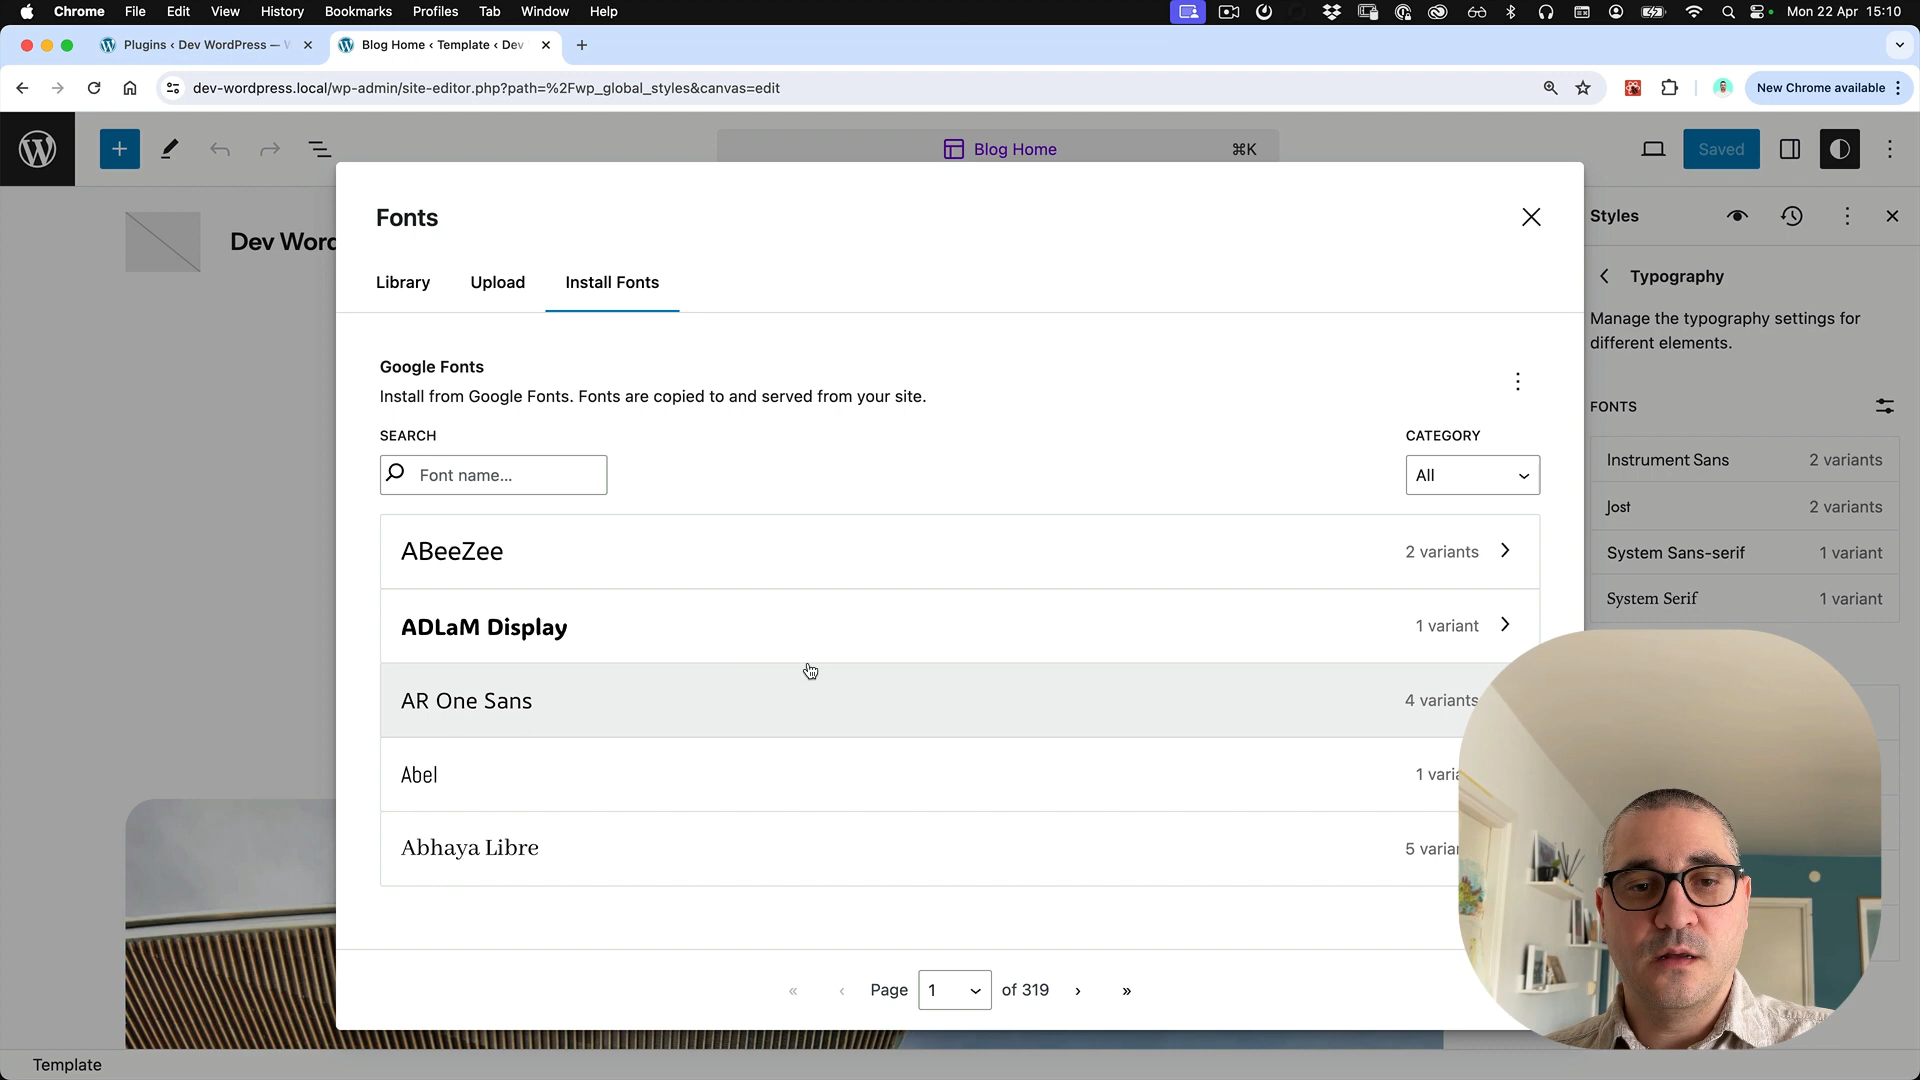 Chrome File Edit View History Bookmarks Profiles Tab Window Help Mon 22 Apr 15:10
Plugins ‹ Dev WordPress —
Blog Home ‹ Template ‹ Dev
dev-wordpress.local/wp-admin/site-editor.php?path=%2Fwp_global_styles&canvas=edit
New Chrome available
Blog Home ⌘K
Saved
Dev Word
Fonts
Library Upload Install Fonts
Google Fonts
Install from Google Fonts. Fonts are copied to and served from your site.
SEARCH
Font name...
CATEGORY
All
ABeeZee 2 variants
ADLaM Display 1 variant
AR One Sans 4 variants
Abel 1 varia
Abhaya Libre 5 varian
« ‹ Page 1 of 319 › »
Styles
Typography
Manage the typography settings for
different elements.
FONTS
Instrument Sans 2 variants
Jost 2 variants
System Sans-serif 1 variant
System Serif 1 variant
Template